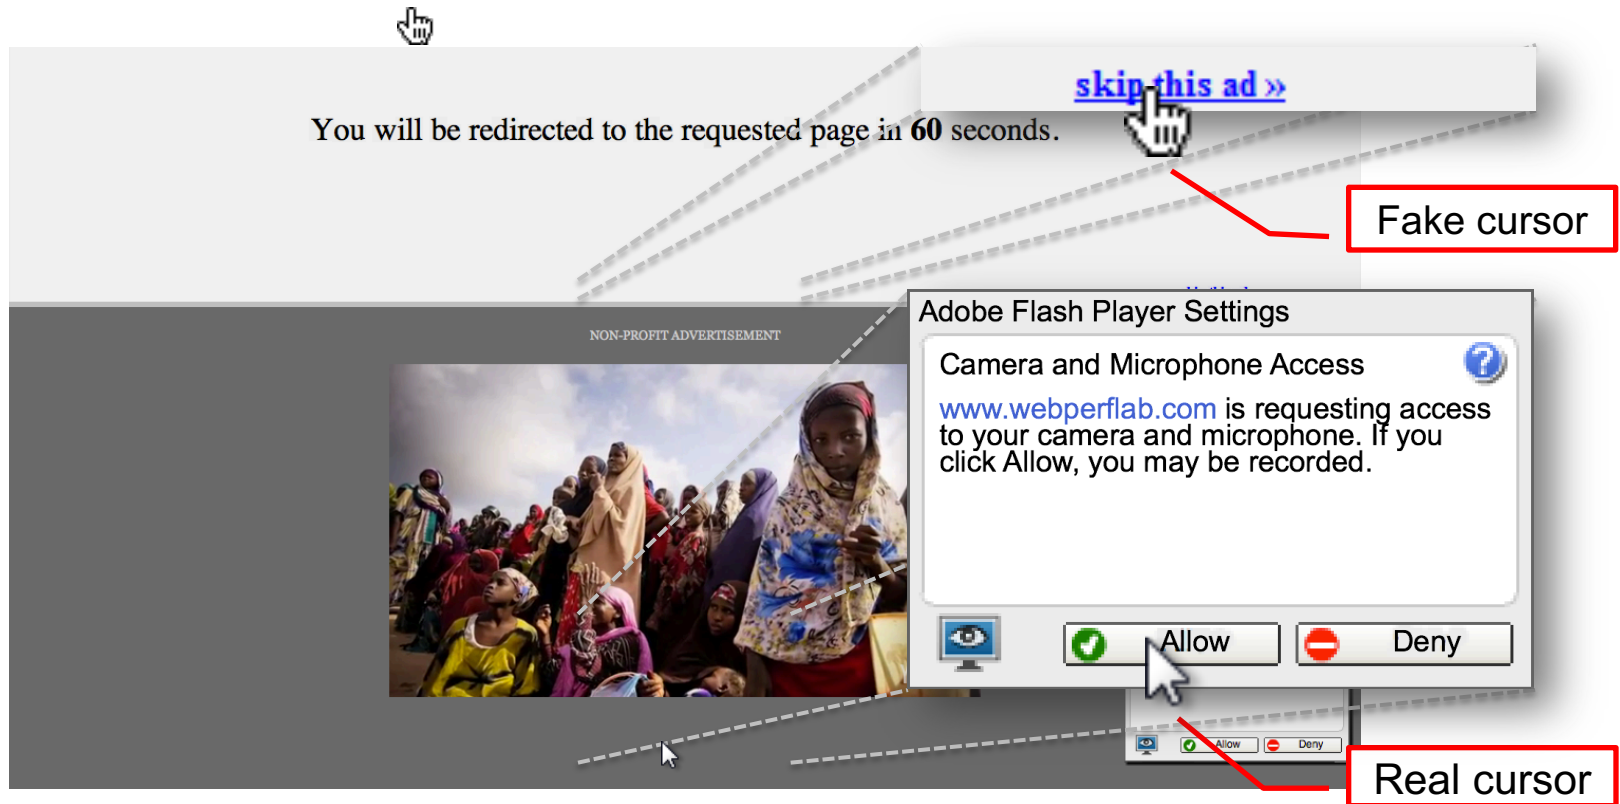 skip this ad »
You will be redirected to the requested page in 60 seconds.
Fake cursor
Adobe Flash Player Settings
NON-PROFIT ADVERTISEMENT
Camera and Microphone Access
www.webperflab.com is requesting access
to your camera and microphone. If you
click Allow, you may be recorded.
Allow
Deny
Allow
Deny
Real cursor